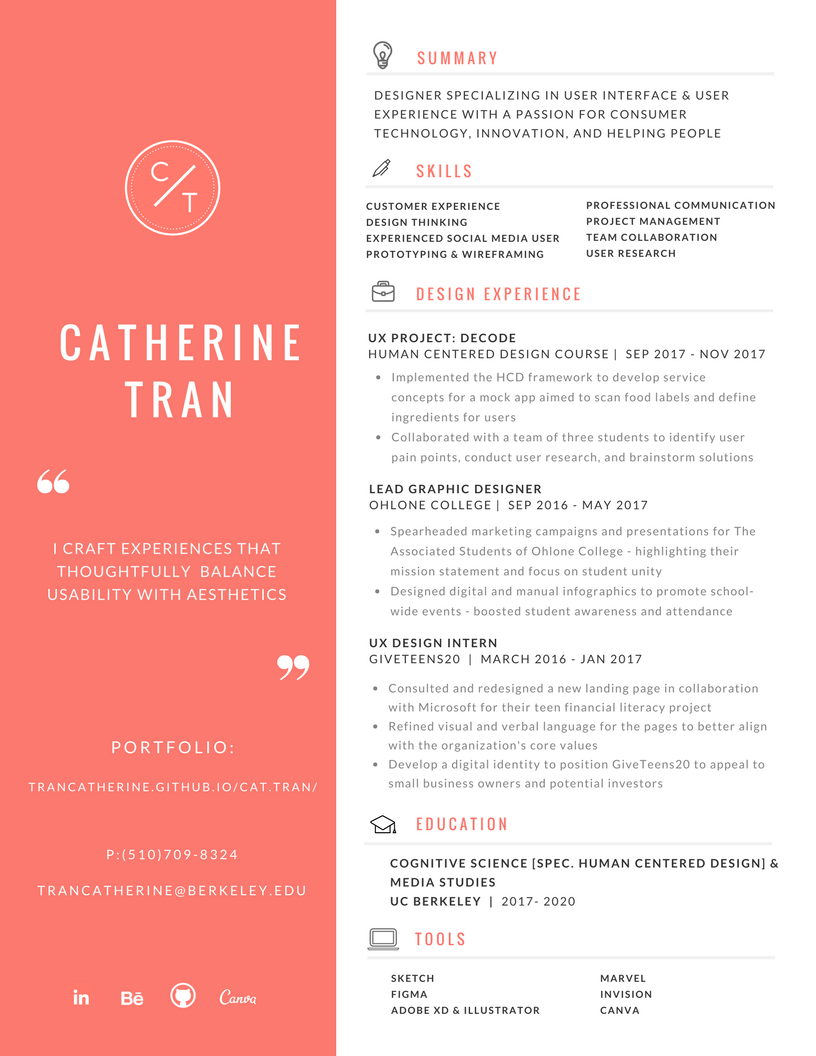 C
T
CATHERINE
TRAN
❝
I CRAFT EXPERIENCES THAT
THOUGHTFULLY BALANCE
USABILITY WITH AESTHETICS
❞
PORTFOLIO:
TRANCATHERINE.GITHUB.IO/CAT.TRAN/
P:(510)709-8324
TRANCATHERINE@BERKELEY.EDU
in
Bē
Canva
SUMMARY
DESIGNER SPECIALIZING IN USER INTERFACE & USER
EXPERIENCE WITH A PASSION FOR CONSUMER
TECHNOLOGY, INNOVATION, AND HELPING PEOPLE
SKILLS
CUSTOMER EXPERIENCE
DESIGN THINKING
EXPERIENCED SOCIAL MEDIA USER
PROTOTYPING & WIREFRAMING
PROFESSIONAL COMMUNICATION
PROJECT MANAGEMENT
TEAM COLLABORATION
USER RESEARCH
DESIGN EXPERIENCE
UX PROJECT: DECODE
HUMAN CENTERED DESIGN COURSE | SEP 2017 - NOV 2017
• Implemented the HCD framework to develop service
concepts for a mock app aimed to scan food labels and define
ingredients for users
• Collaborated with a team of three students to identify user
pain points, conduct user research, and brainstorm solutions
LEAD GRAPHIC DESIGNER
OHLONE COLLEGE | SEP 2016 - MAY 2017
• Spearheaded marketing campaigns and presentations for The
Associated Students of Ohlone College - highlighting their
mission statement and focus on student unity
• Designed digital and manual infographics to promote school-
wide events - boosted student awareness and attendance
UX DESIGN INTERN
GIVETEENS20 | MARCH 2016 - JAN 2017
• Consulted and redesigned a new landing page in collaboration
with Microsoft for their teen financial literacy project
• Refined visual and verbal language for the pages to better align
with the organization's core values
• Develop a digital identity to position GiveTeens20 to appeal to
small business owners and potential investors
EDUCATION
COGNITIVE SCIENCE [SPEC. HUMAN CENTERED DESIGN] &
MEDIA STUDIES
UC BERKELEY | 2017- 2020
TOOLS
SKETCH
FIGMA
ADOBE XD & ILLUSTRATOR
MARVEL
INVISION
CANVA